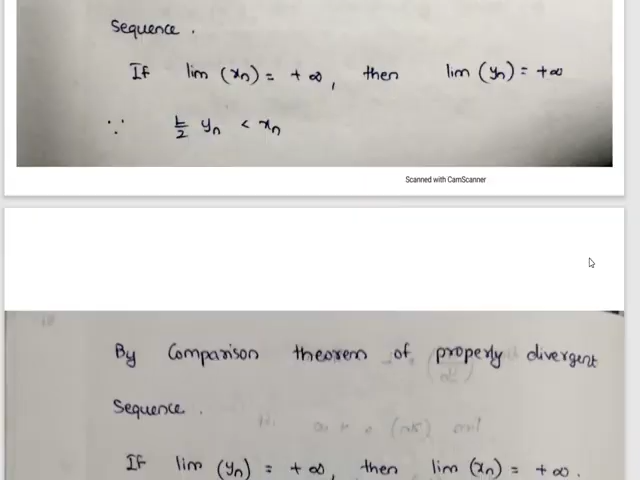 Sequence.
If lim (xn) = +∞, then lim (yn) = +∞
∵ L/2 yn < xn
Scanned with CamScanner
By Comparison theorem of properly divergent
Sequence.
If lim (yn) = +∞, then lim (xn) = +∞.